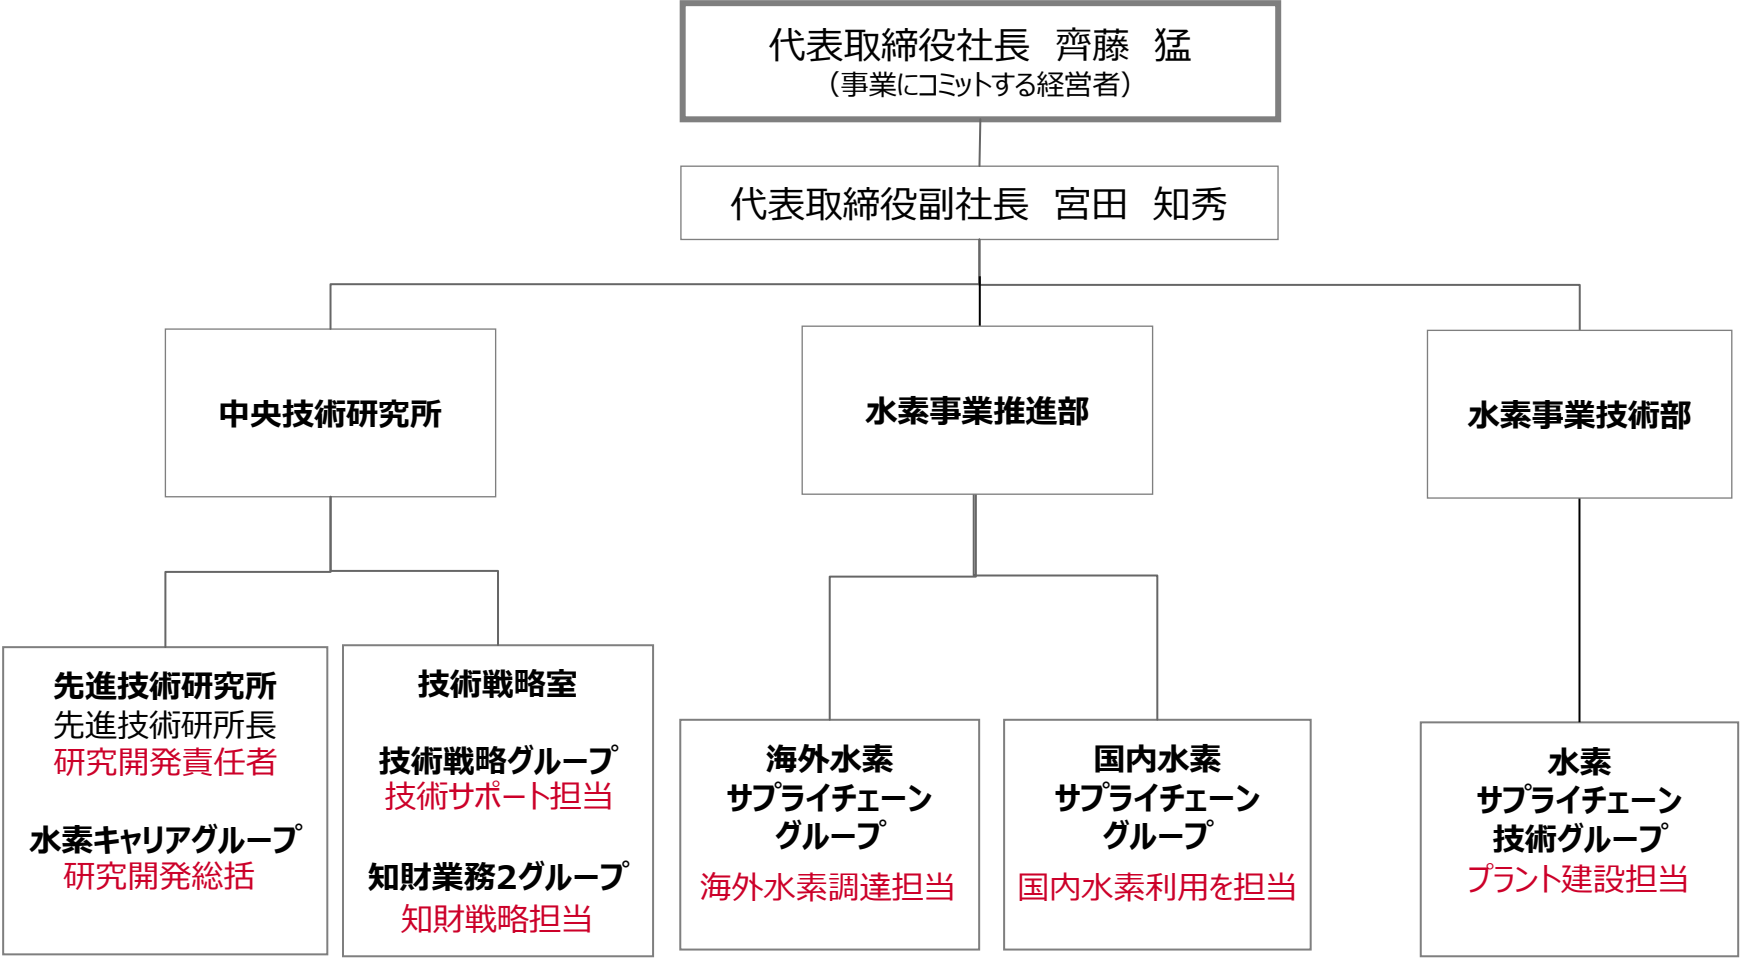 代表取締役社長　齊藤　猛
（事業にコミットする経営者）
代表取締役副社長　宮田　知秀
中央技術研究所
水素事業推進部
水素事業技術部
先進技術研究所
先進技術研所長
研究開発責任者
水素キャリアグループ
研究開発総括
技術戦略室
技術戦略グループ
技術サポート担当
知財業務2グループ
知財戦略担当
海外水素
サプライチェーン
グループ
海外水素調達担当
国内水素
サプライチェーン
グループ
国内水素利用を担当
水素
サプライチェーン
技術グループ
プラント建設担当